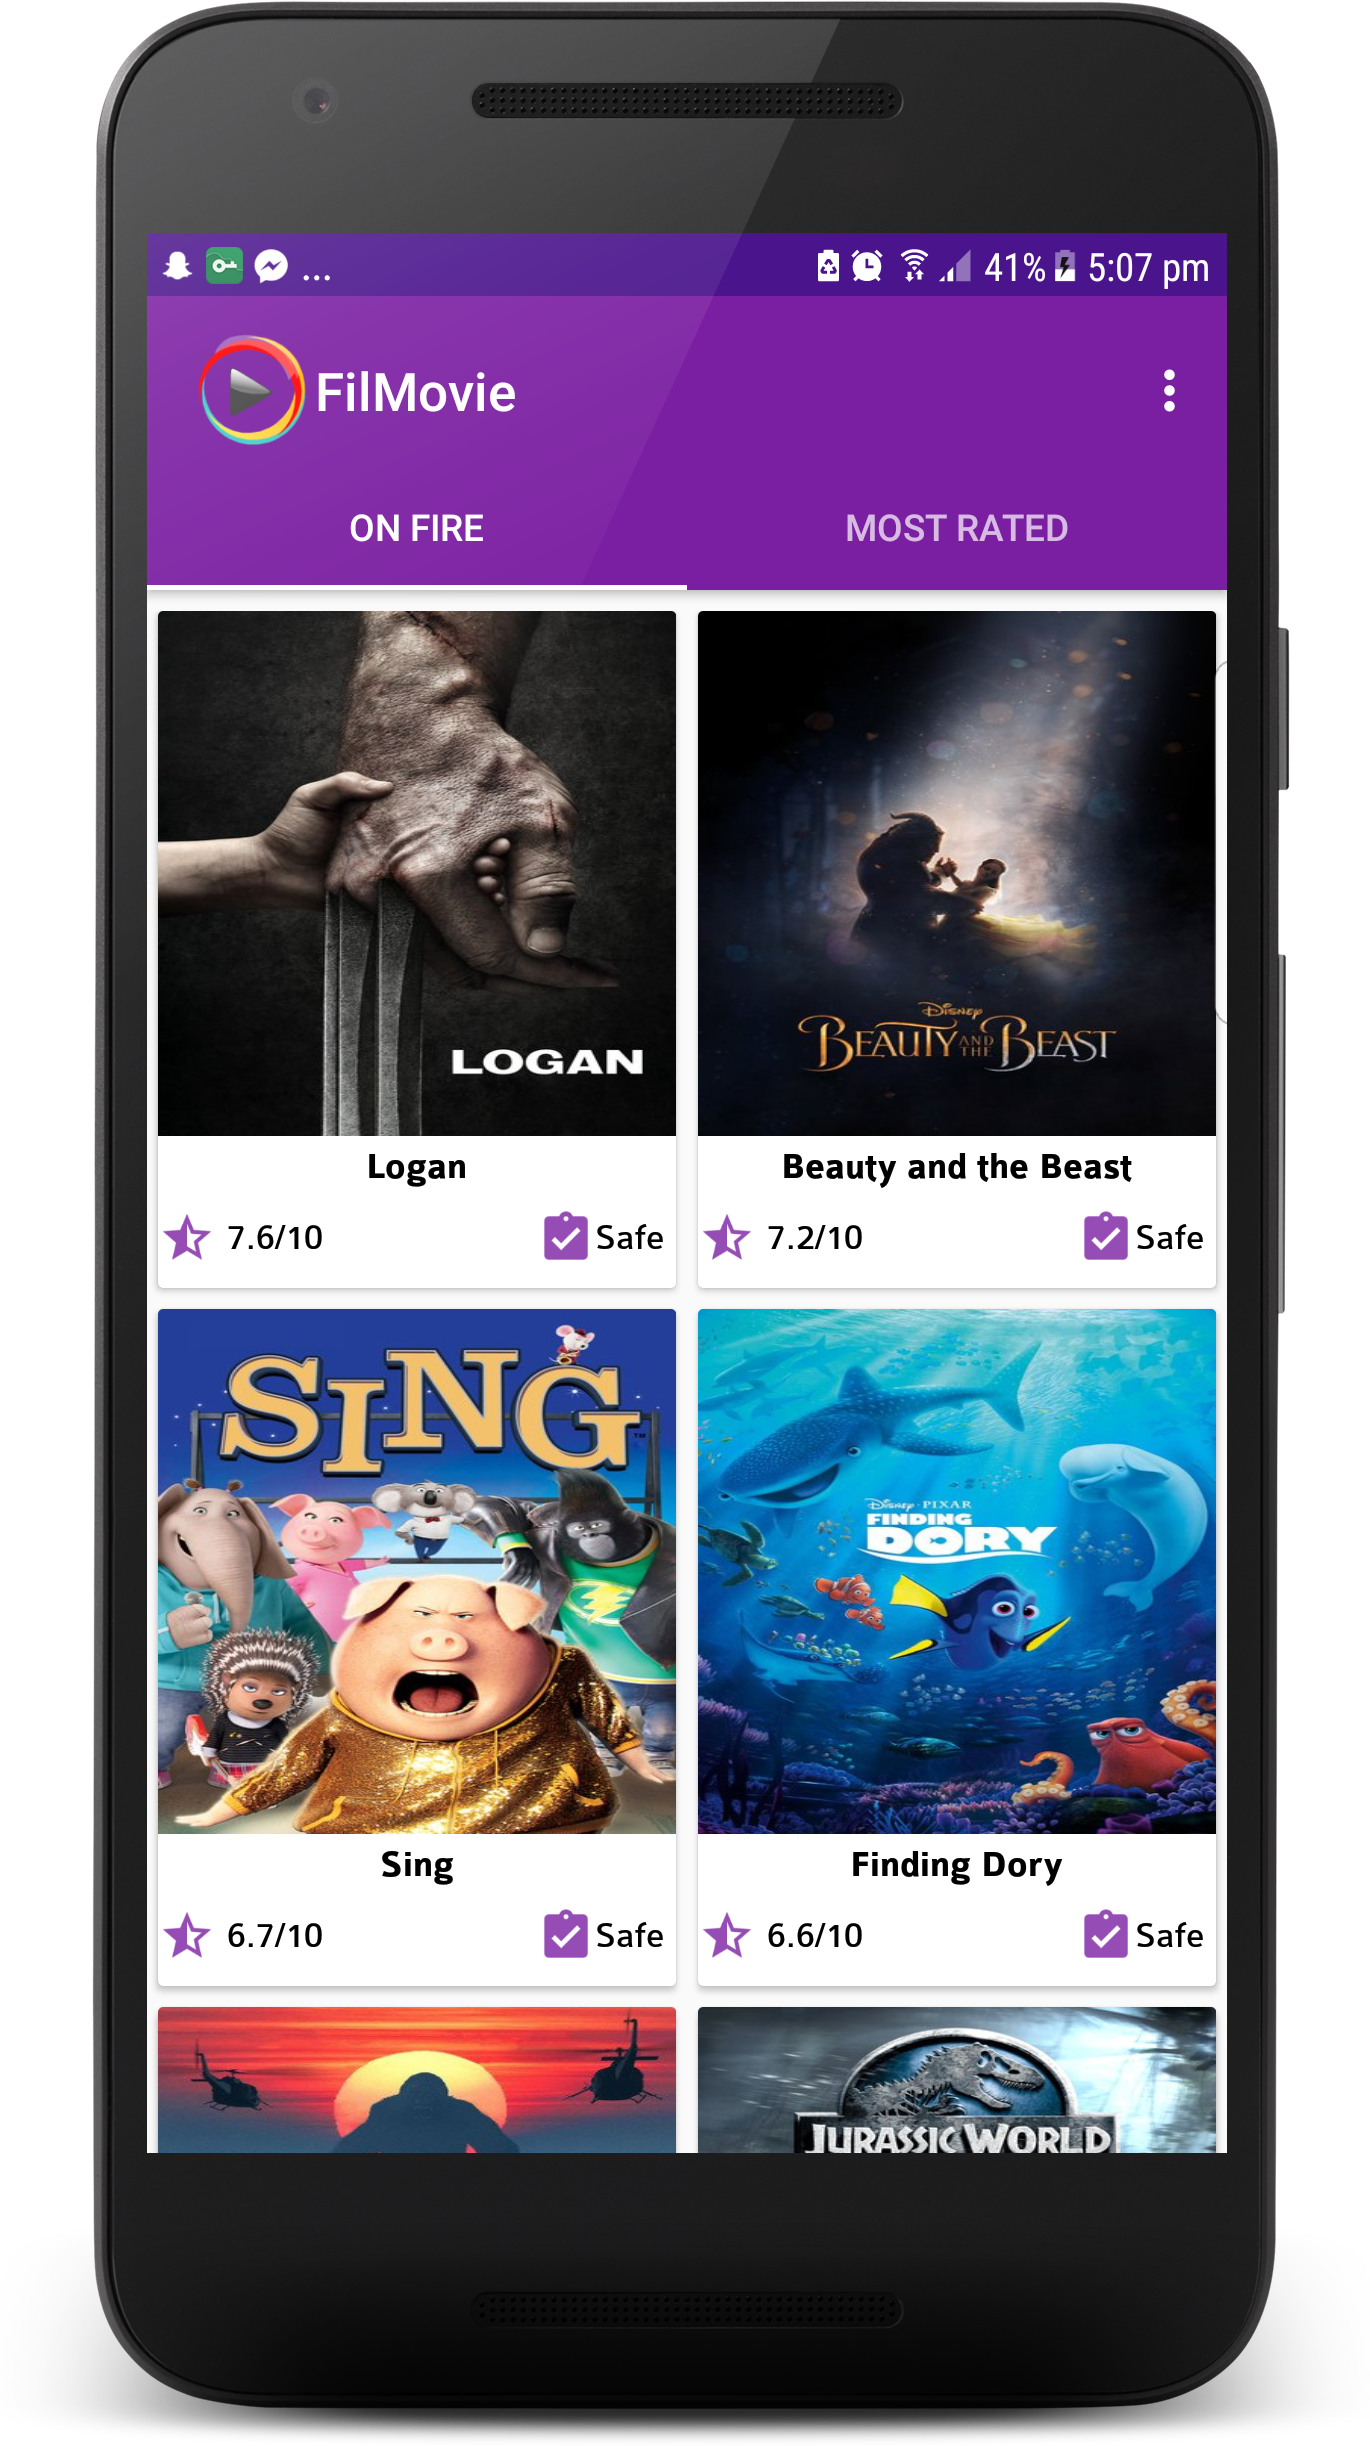 ... 41% 5:07 pm
FilMovie
ON FIRE MOST RATED
LOGAN
Disney
BEAUTY AND THE BEAST
Logan
Beauty and the Beast
7.6/10 Safe
7.2/10 Safe
SING™
Disney · PIXAR
FINDING
DORY
Sing
Finding Dory
6.7/10 Safe
6.6/10 Safe
JURASSIC WORLD